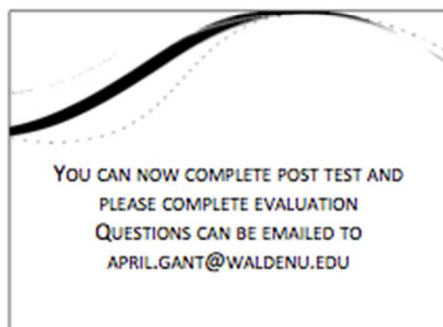 You can now complete post test and
please complete evaluation
Questions can be emailed to
april.gant@waldenu.edu